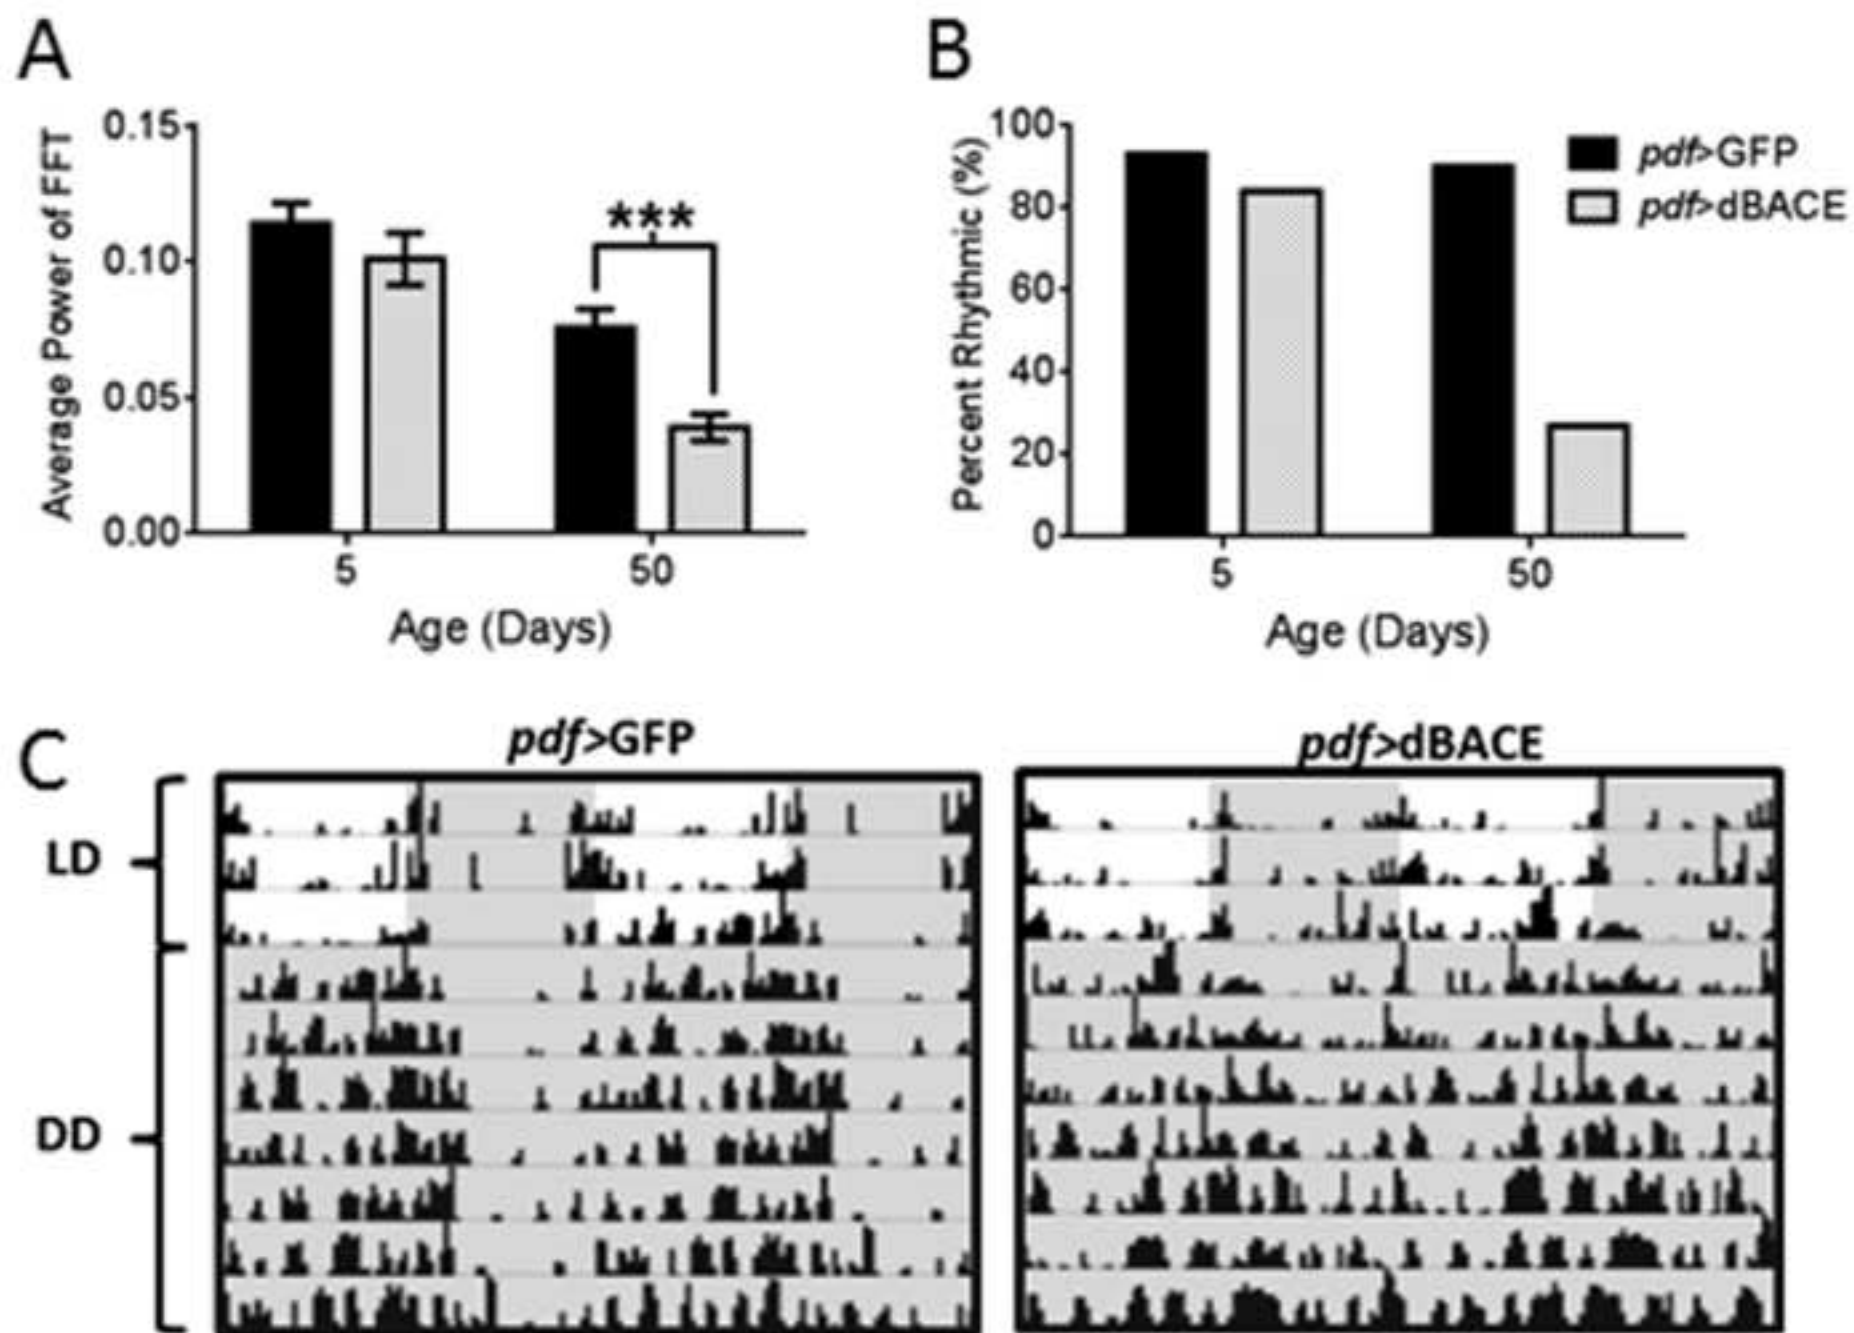 A
Average Power of FFT
0.15
0.10
0.05
0.00
***
5 50
Age (Days)
B
Percent Rhythmic (%)
100
80
60
40
20
0
5 50
Age (Days)
pdf>GFP
pdf>dBACE
C
pdf>GFP
pdf>dBACE
LD
DD